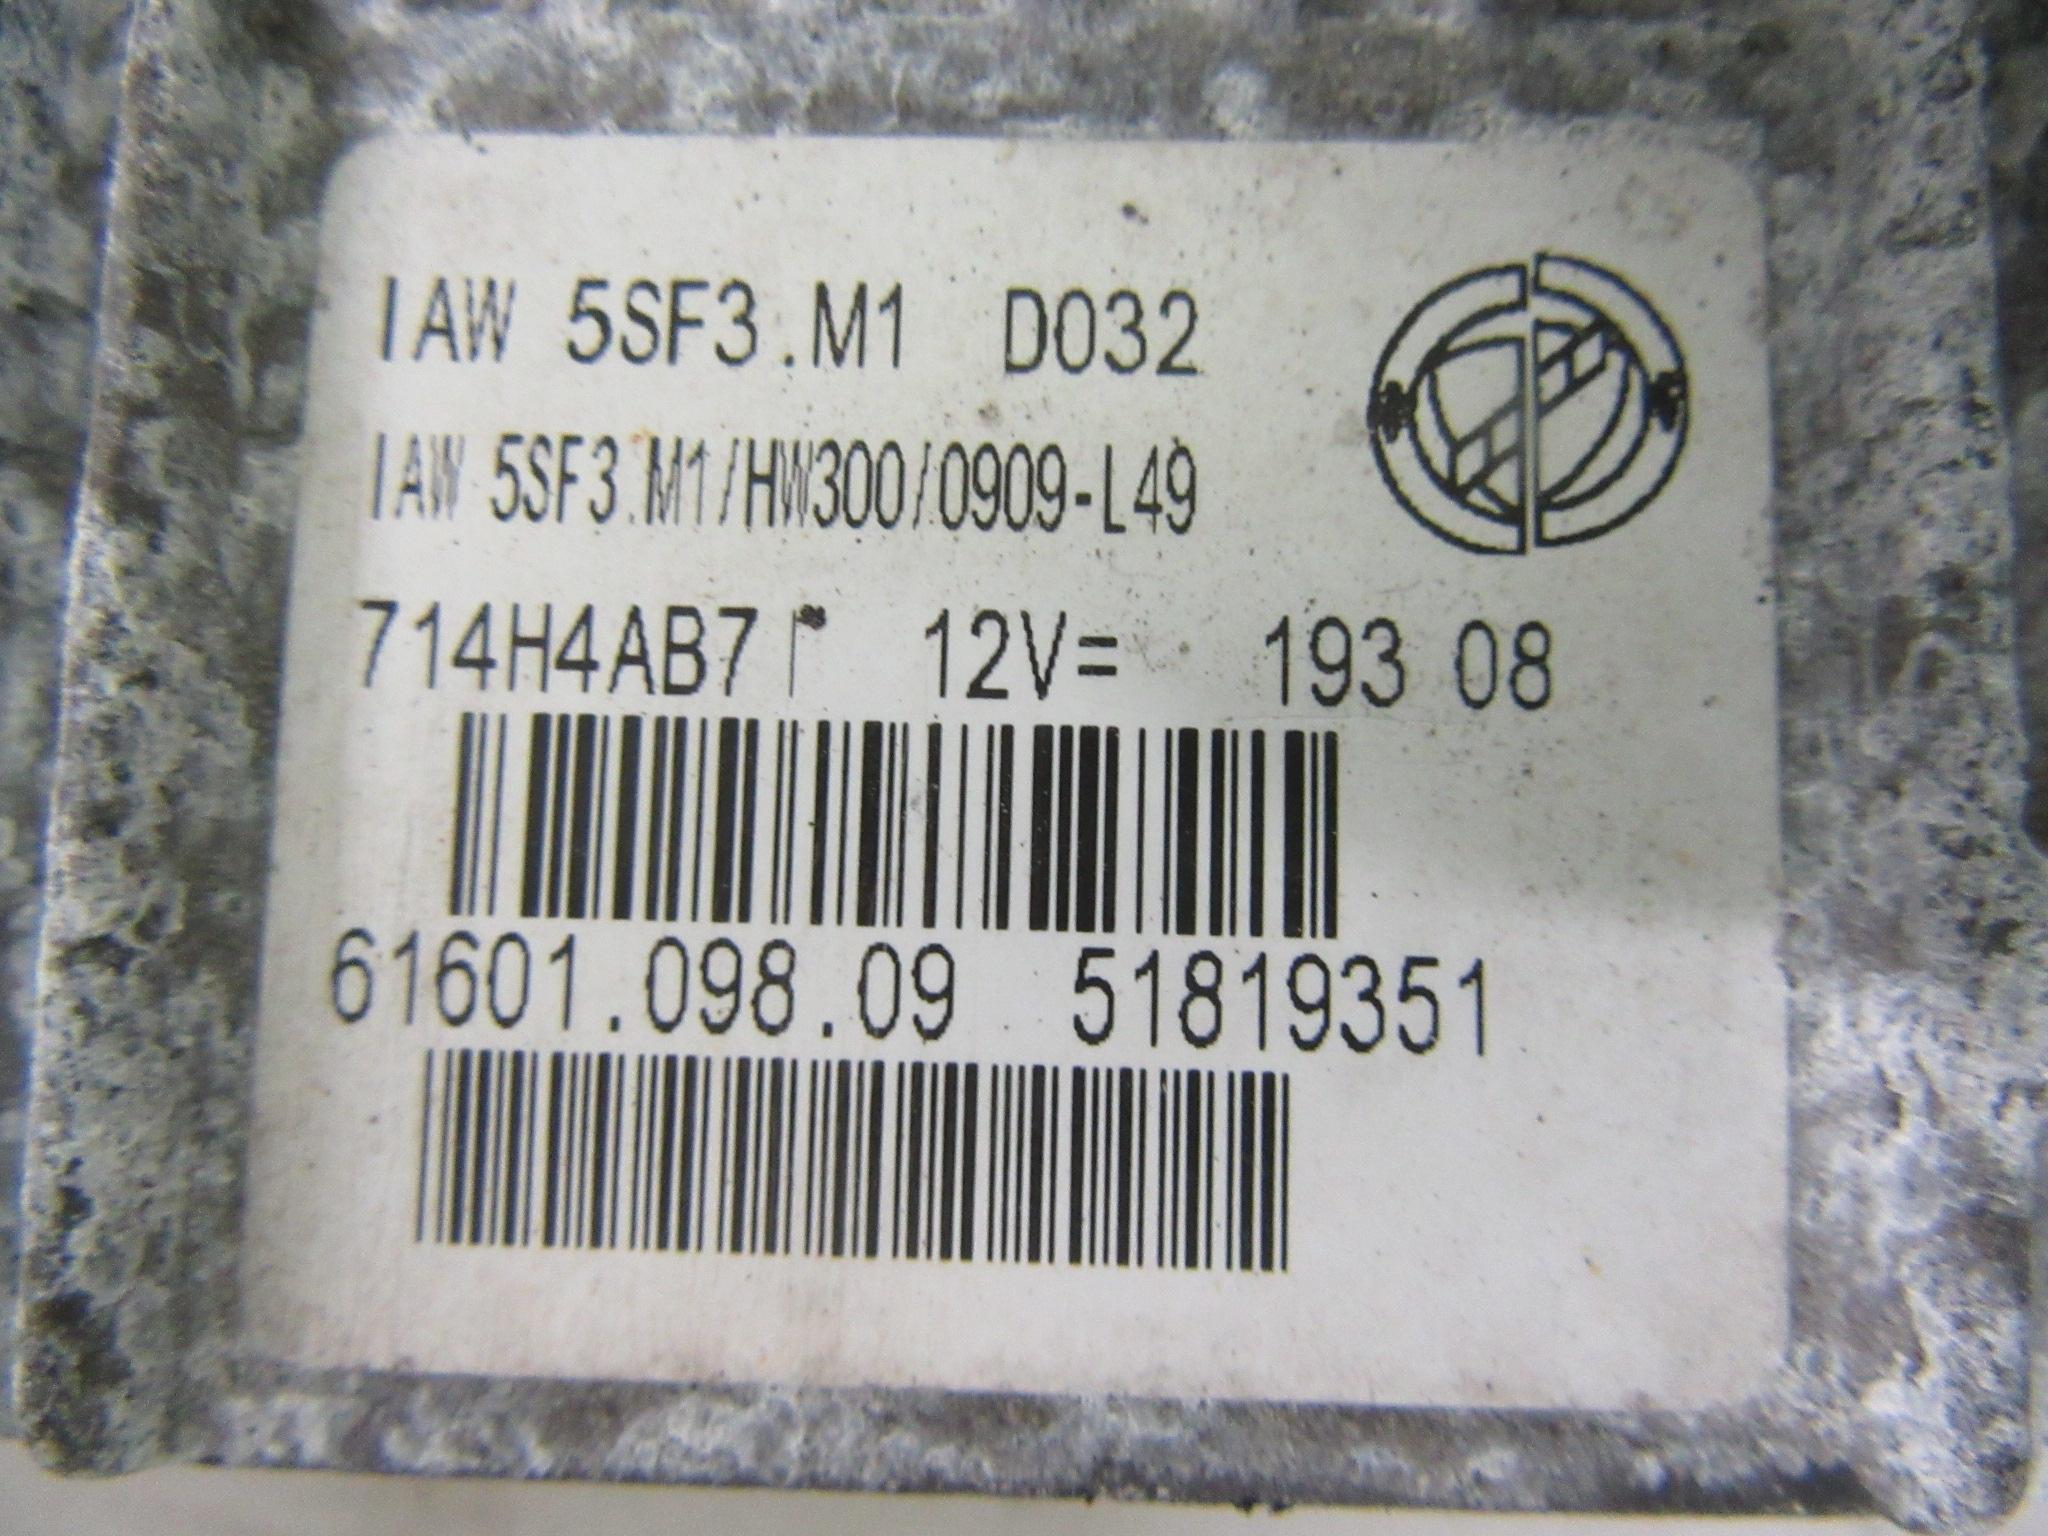 IAW 5SF3.M1 D032
IAW 5SF3.M1/HW300/0909-L49
714H4AB7 12V= 193 08
61601.098.09 51819351